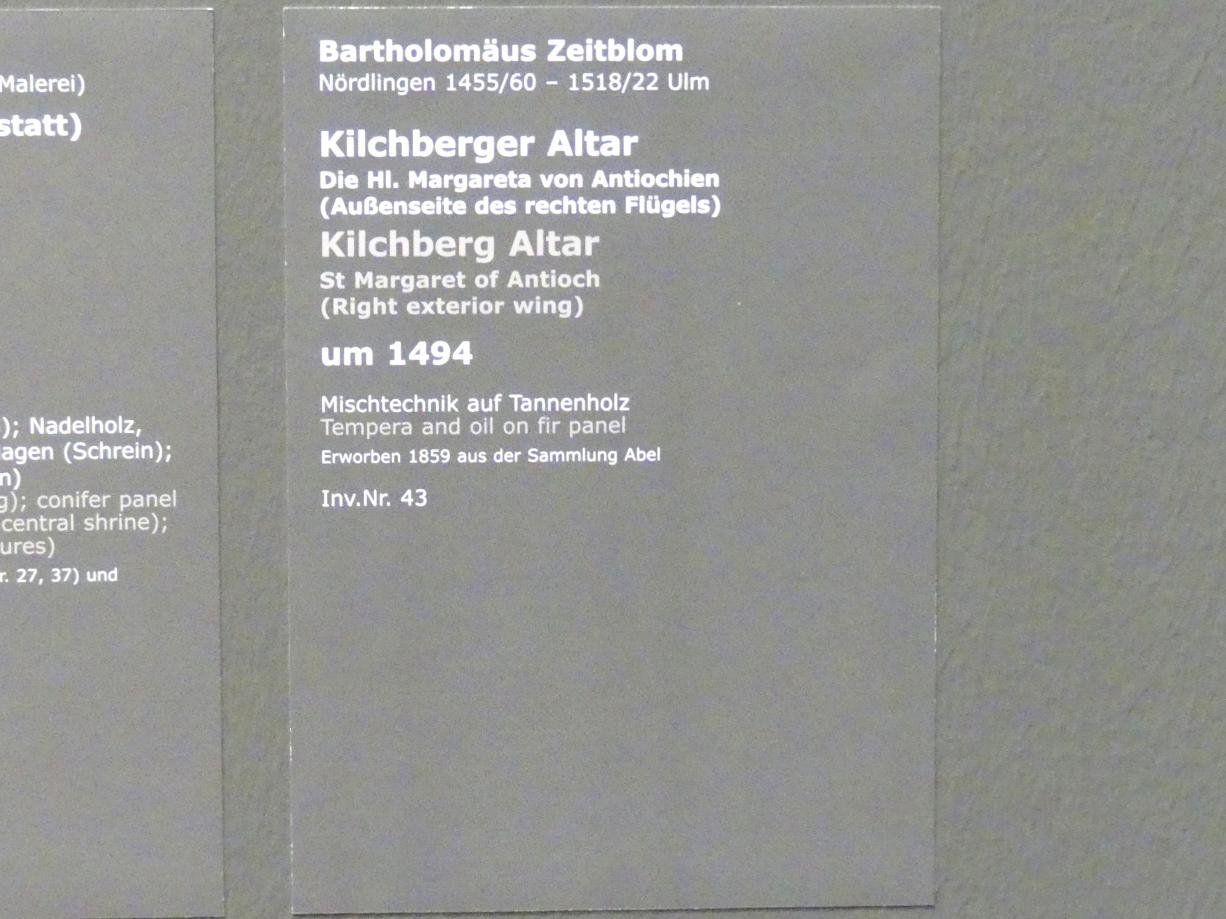 Malerei)
statt)
); Nadelholz,
lagen (Schrein);
n)
g); conifer panel
central shrine);
ures)
r. 27, 37) und
Bartholomäus Zeitblom
Nördlingen 1455/60 – 1518/22 Ulm
Kilchberger Altar
Die Hl. Margareta von Antiochien
(Außenseite des rechten Flügels)
Kilchberg Altar
St Margaret of Antioch
(Right exterior wing)
um 1494
Mischtechnik auf Tannenholz
Tempera and oil on fir panel
Erworben 1859 aus der Sammlung Abel
Inv.Nr. 43